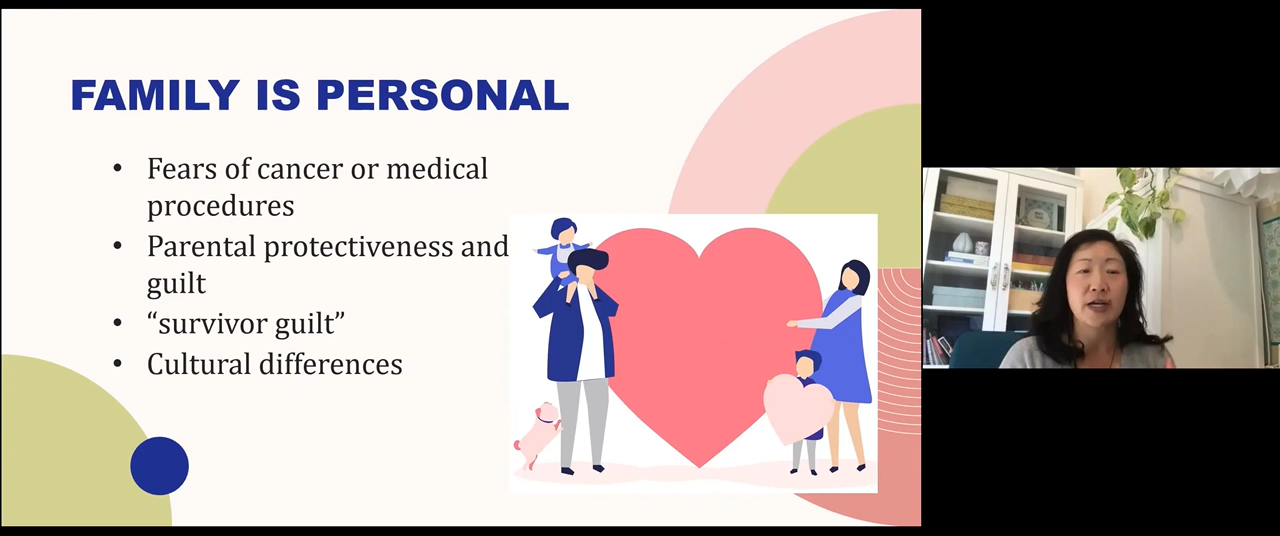 FAMILY IS PERSONAL
• Fears of cancer or medical
procedures
• Parental protectiveness and
guilt
• “survivor guilt”
• Cultural differences